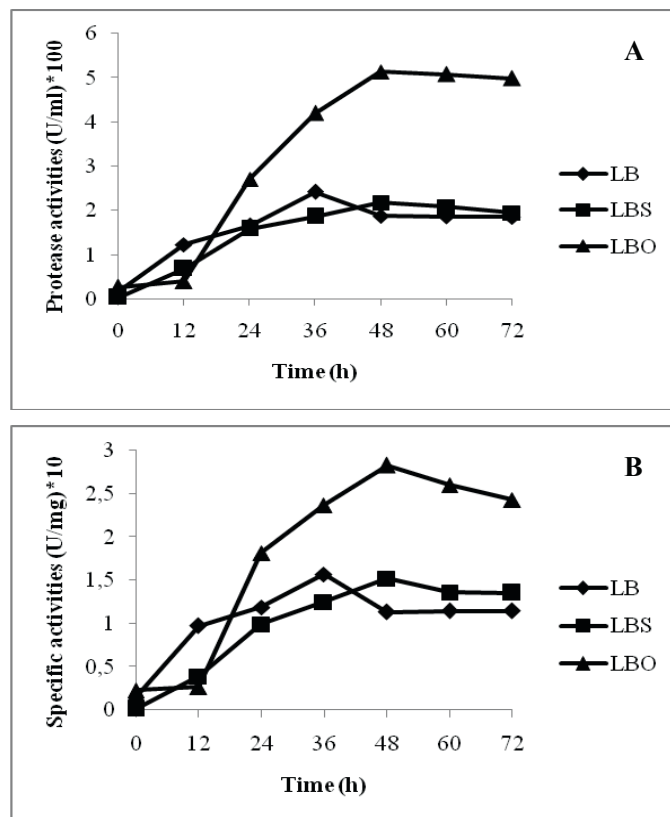 A
Protease activities (U/ml)*100
6
5
4
3
2
1
0
0 12 24 36 48 60 72
Time (h)
LB
LBS
LBO
B
Specific activities (U/mg)*10
3
2,5
2
1,5
1
0,5
0
0 12 24 36 48 60 72
Time (h)
LB
LBS
LBO